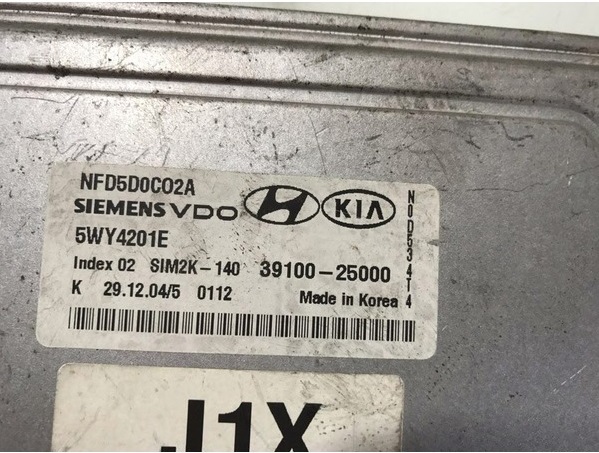 NFD5D0C02A
SIEMENS VDO KIA
5WY4201E
Index 02 SIM2K-140 39100-25000
K 29.12.04/5 0112 Made in Korea
N0D534T4
J1X